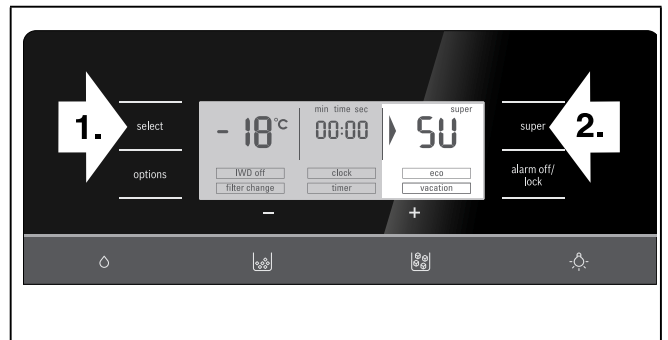 min time sec
super
1.
select
- 18°C
00:00
SU
super
2.
options
IWD off
clock
eco
alarm off/
lock
filter change
timer
vacation
−
+